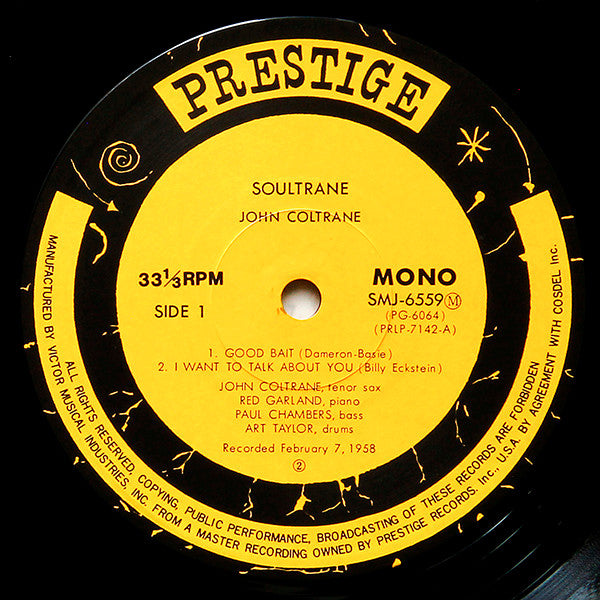 PRESTIGE
SOULTRANE
JOHN COLTRANE
33⅓RPM
MONO
SIDE 1
SMJ-6559Ⓜ
(PG-6064)
(PRLP-7142-A)
1. GOOD BAIT (Dameron-Basie)
2. I WANT TO TALK ABOUT YOU (Billy Eckstein)
JOHN COLTRANE, tenor sax
RED GARLAND, piano
PAUL CHAMBERS, bass
ART TAYLOR, drums
Recorded February 7, 1958
②
ALL RIGHTS RESERVED, COPYING, PUBLIC PERFORMANCE, BROADCASTING OF THESE RECORDS ARE FORBIDDEN
MANUFACTURED BY VICTOR MUSICAL INDUSTRIES, INC. FROM A MASTER RECORDING OWNED BY PRESTIGE RECORDS. Inc., U.S.A. BY AGREEMENT WITH COSDEL Inc.